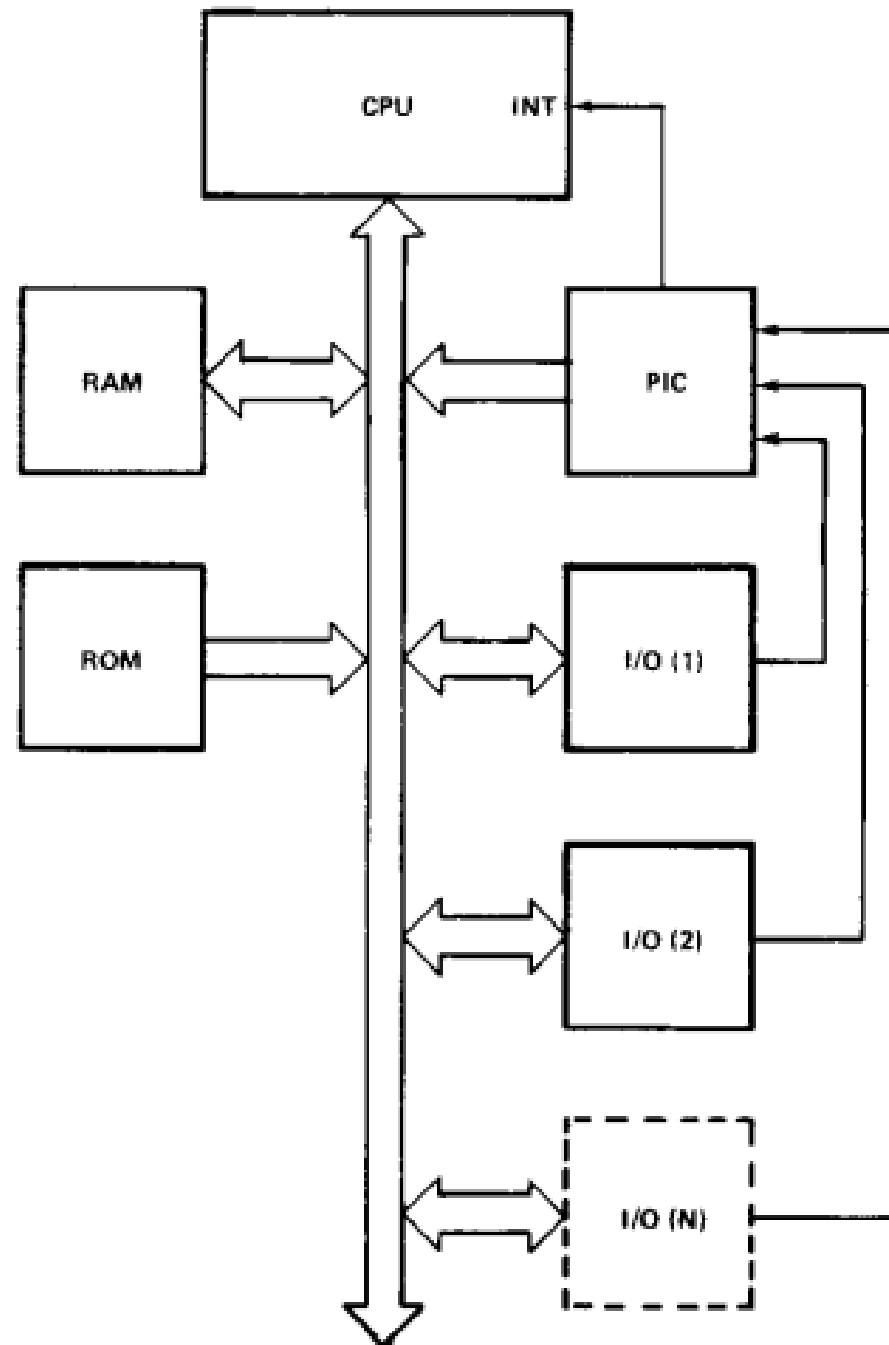 CPU
INT
RAM
PIC
ROM
I/O (1)
I/O (2)
I/O (N)